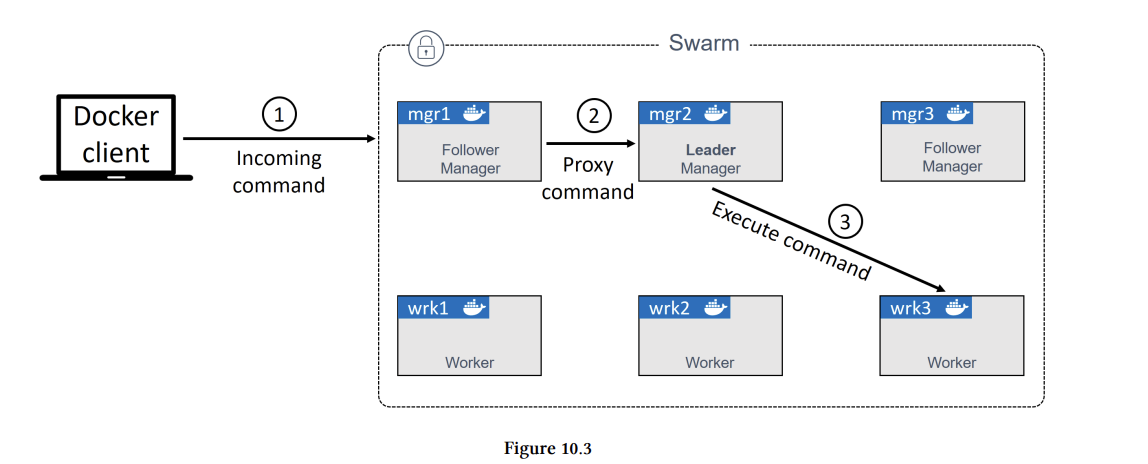 Swarm
Docker
client
1
Incoming
command
mgr1
Follower
Manager
2
Proxy
command
mgr2
Leader
Manager
mgr3
Follower
Manager
3
Execute command
wrk1
Worker
wrk2
Worker
wrk3
Worker
Figure 10.3